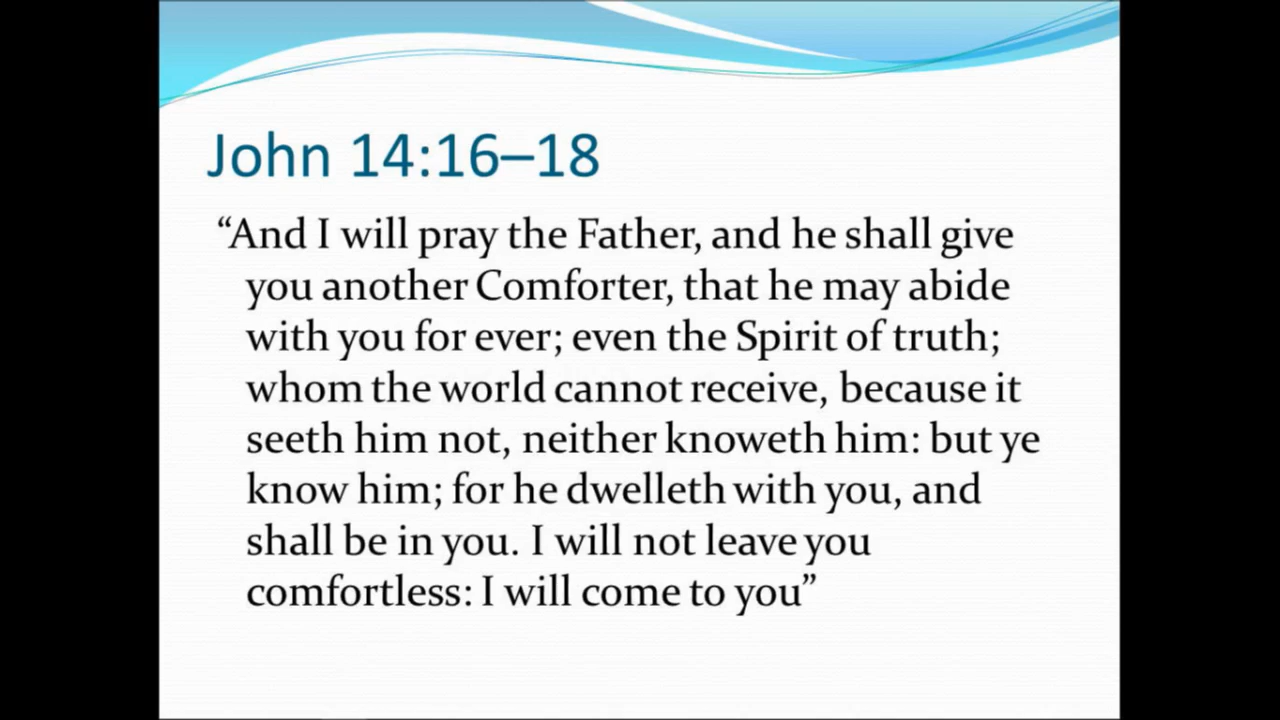 John 14:16–18
“And I will pray the Father, and he shall give
you another Comforter, that he may abide
with you for ever; even the Spirit of truth;
whom the world cannot receive, because it
seeth him not, neither knoweth him: but ye
know him; for he dwelleth with you, and
shall be in you. I will not leave you
comfortless: I will come to you”